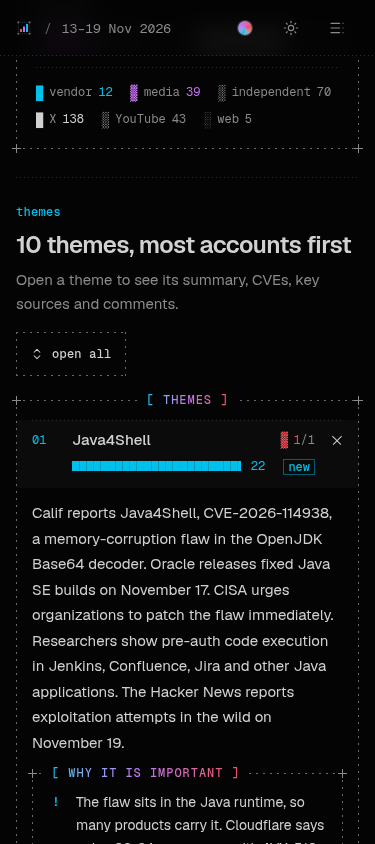 / 13–19 Nov 2026
vendor 12 media 39 independent 70
X 138 YouTube 43 web 5
themes
10 themes, most accounts first
Open a theme to see its summary, CVEs, key
sources and comments.
open all
[ THEMES ]
01 Java4Shell 1/1
22 new
Calif reports Java4Shell, CVE-2026-114938,
a memory-corruption flaw in the OpenJDK
Base64 decoder. Oracle releases fixed Java
SE builds on November 17. CISA urges
organizations to patch the flaw immediately.
Researchers show pre-auth code execution
in Jenkins, Confluence, Jira and other Java
applications. The Hacker News reports
exploitation attempts in the wild on
November 19.
[ WHY IT IS IMPORTANT ]
! The flaw sits in the Java runtime, so
many products carry it. Cloudflare says